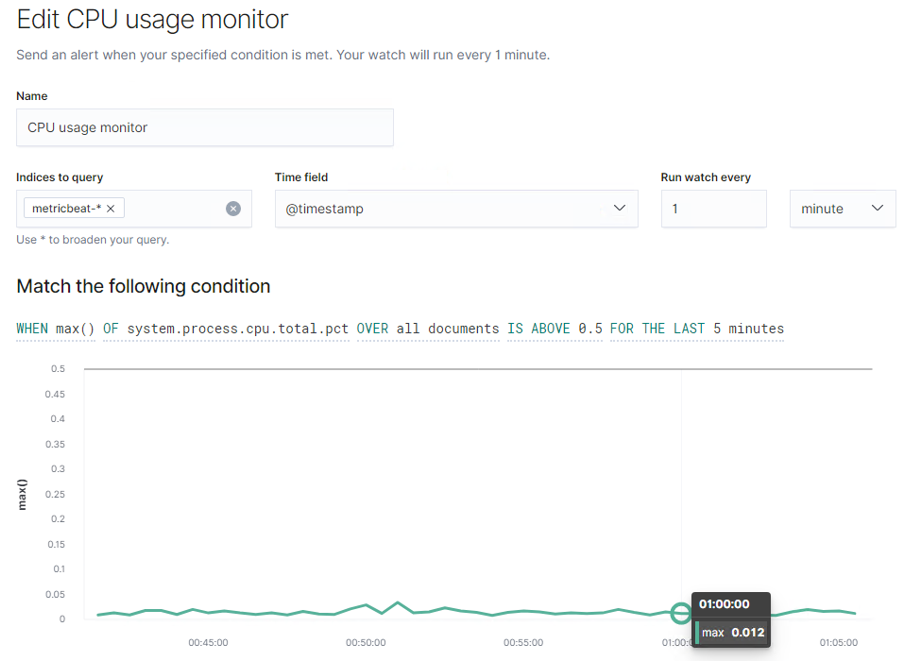 Edit CPU usage monitor
Send an alert when your specified condition is met. Your watch will run every 1 minute.
Name
CPU usage monitor
Indices to query
Time field
Run watch every
metricbeat-*
@timestamp
1
minute
Use * to broaden your query.
Match the following condition
WHEN max() OF system.process.cpu.total.pct OVER all documents IS ABOVE 0.5 FOR THE LAST 5 minutes
max()
0.5
0.45
0.4
0.35
0.3
0.25
0.2
0.15
0.1
0.05
0
01:00:00
max 0.012
00:45:00
00:50:00
00:55:00
01:05:00